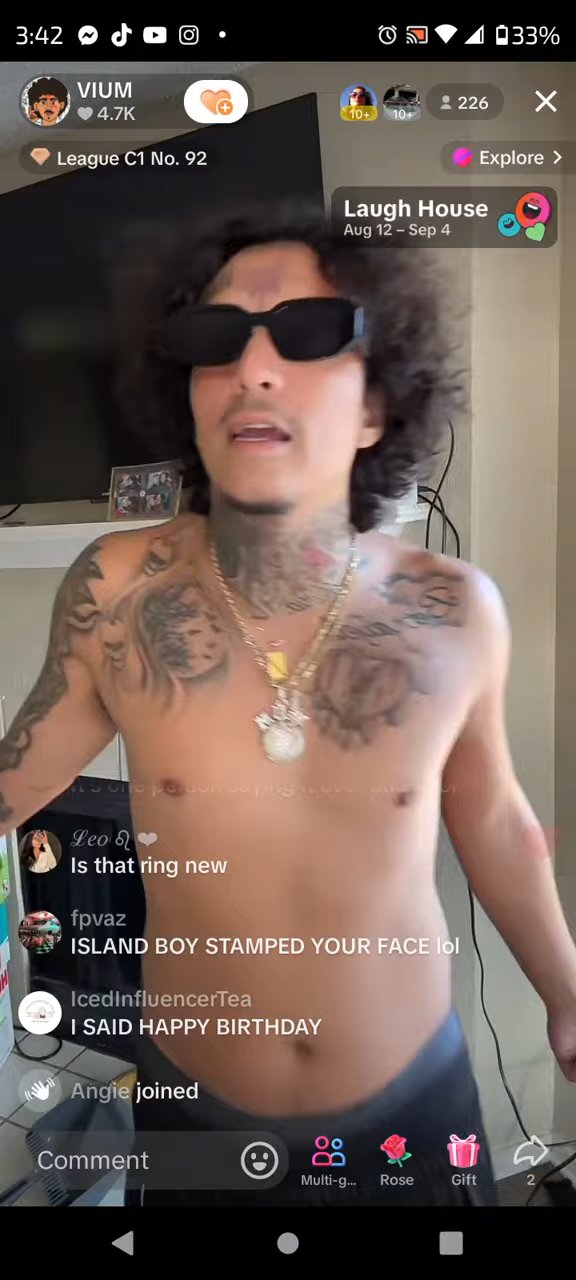 3:42
33%
VIUM
4.7K
10+
10+
226
League C1 No. 92
Explore
Laugh House
Aug 12 – Sep 4
Leo ♌ ❤
Is that ring new
fpvaz
ISLAND BOY STAMPED YOUR FACE lol
IcedInfluencerTea
I SAID HAPPY BIRTHDAY
Angie joined
Comment
Multi-g...
Rose
Gift
2